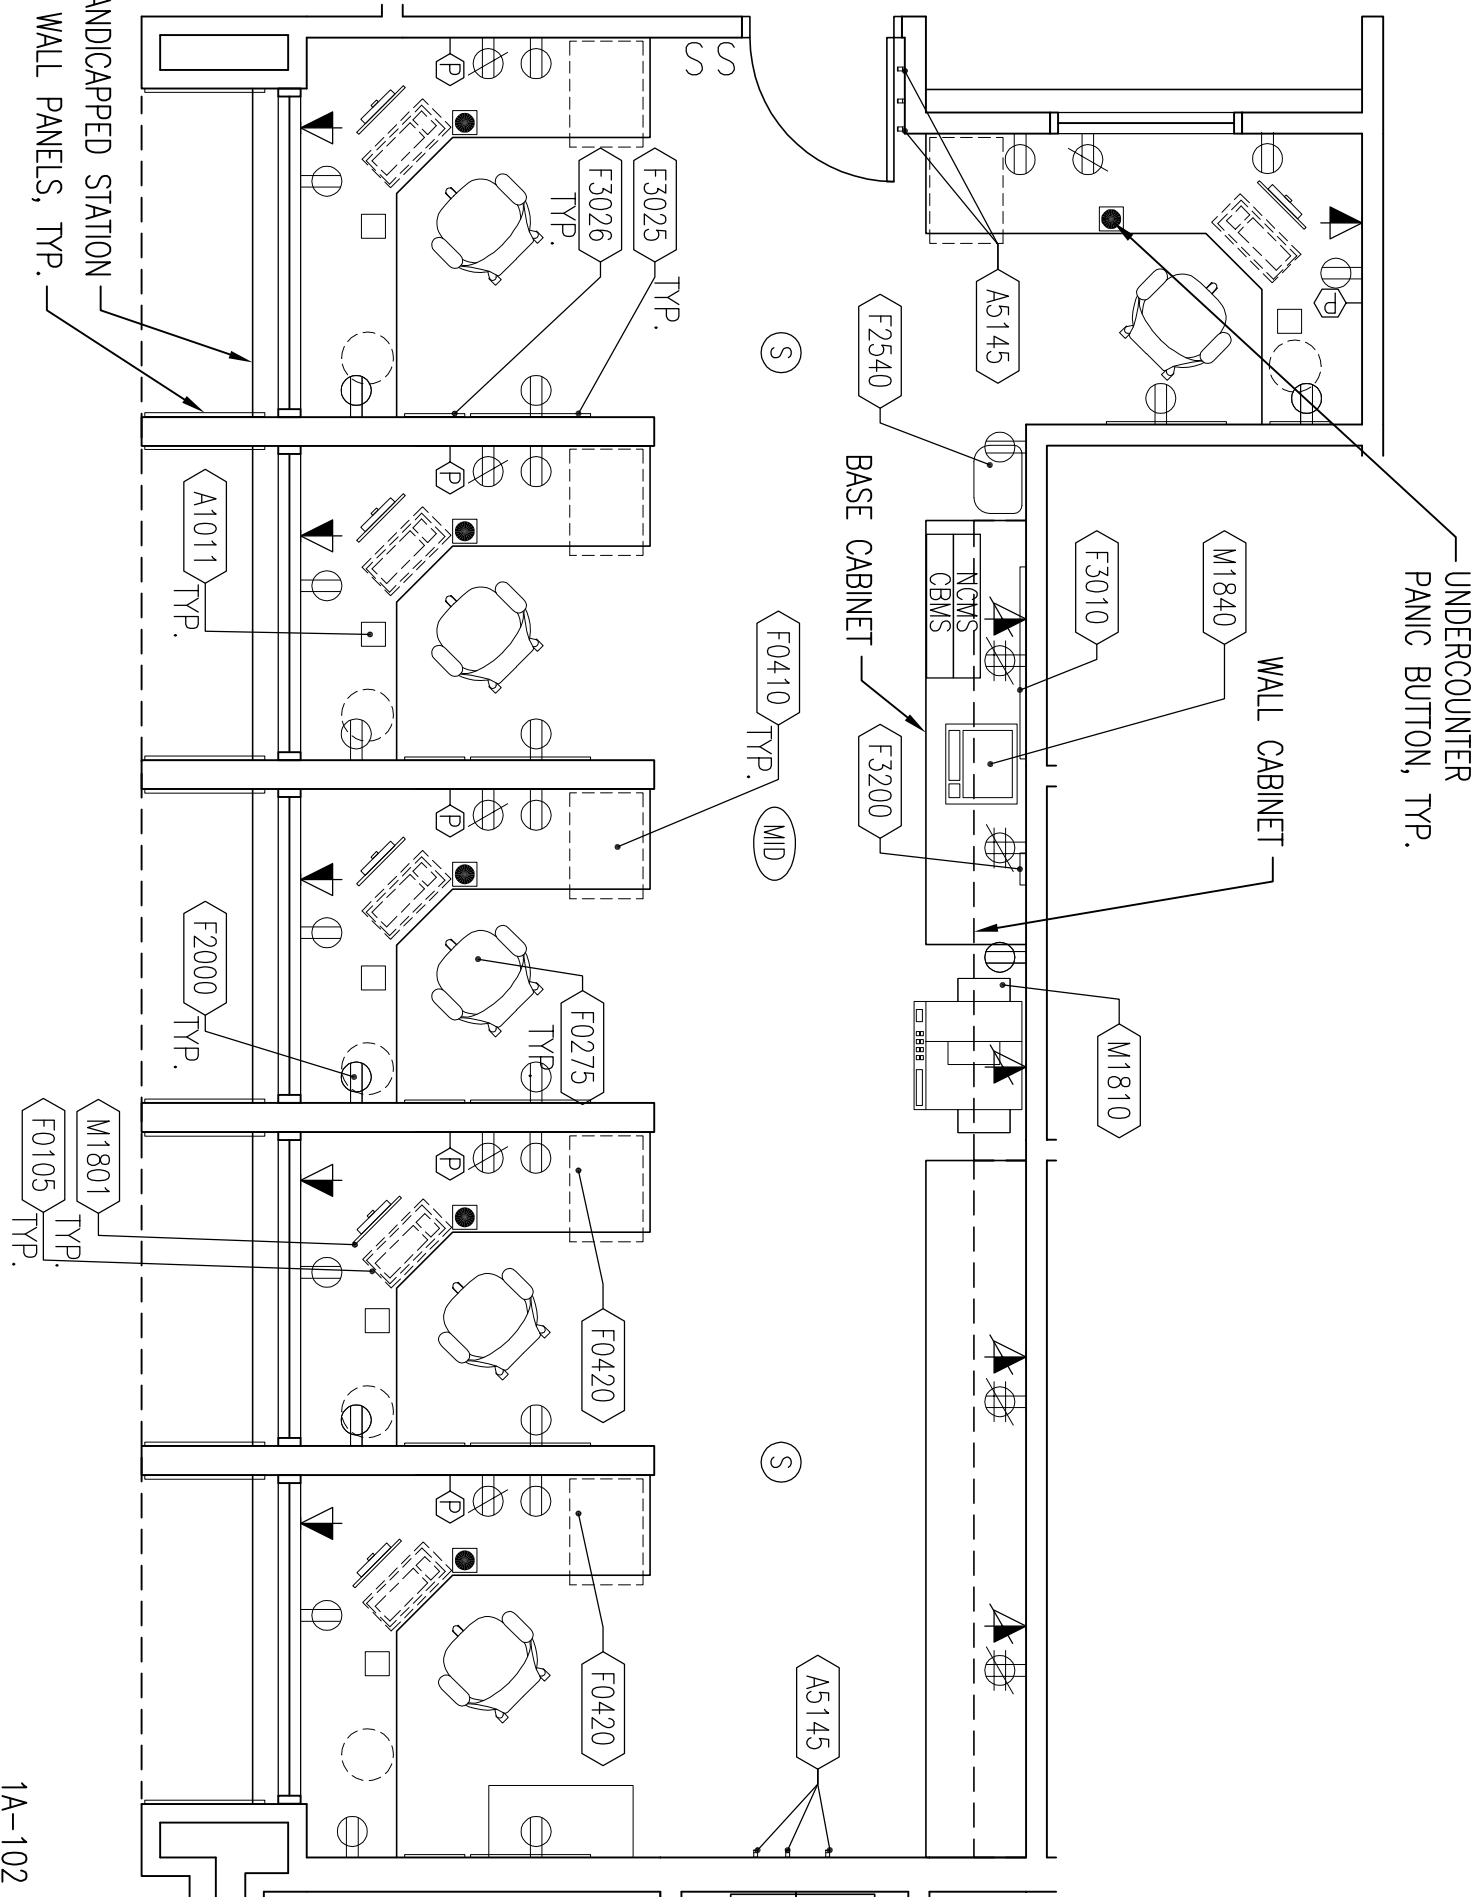 UNDERCOUNTER
PANIC BUTTON, TYP.
WALL CABINET
M1840
F3010
M1810
A5145
F2540
BASE CABINET
NCMS
CBMS
F3200
F0410
TYP.
MID
S
S
A5145
S S
F3025
TYP.
F3026
TYP.
F0275
TYP.
F0420
F0420
P
P
P
P
P
P
A1011
TYP.
F2000
TYP.
M1801
TYP.
F0105
TYP.
ANDICAPPED STATION
WALL PANELS, TYP.
1A-102